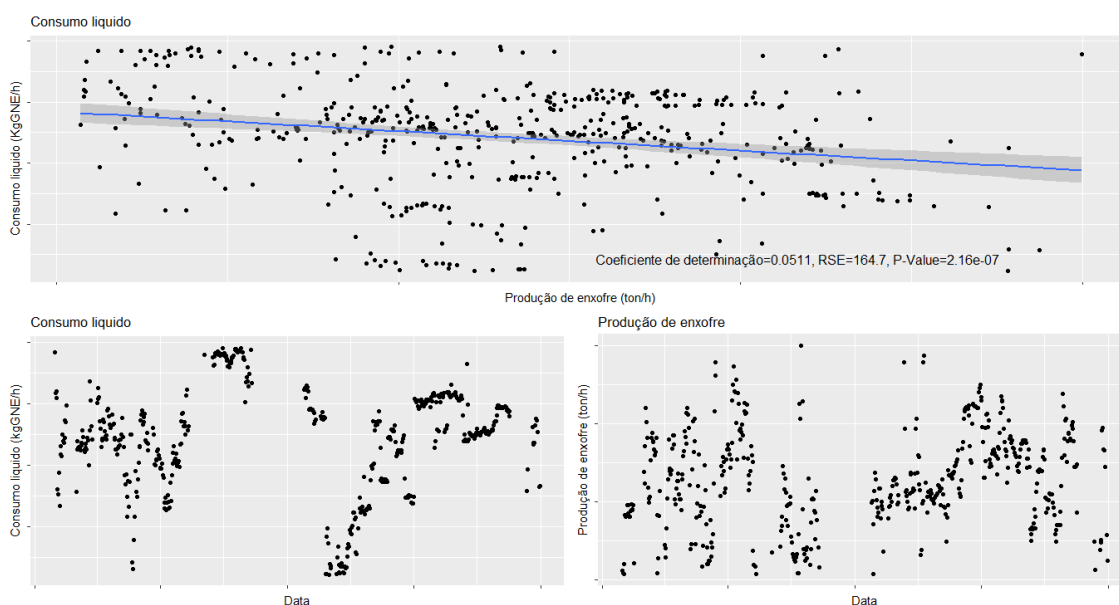 Consumo liquido
Consumo liquido (KgGNE/h)
Coeficiente de determinação=0.0511, RSE=164.7, P-Value=2.16e-07
Produção de enxofre (ton/h)
Consumo liquido
Consumo liquido (kgGNE/h)
Data
Produção de enxofre
Produção de enxofre (ton/h)
Data